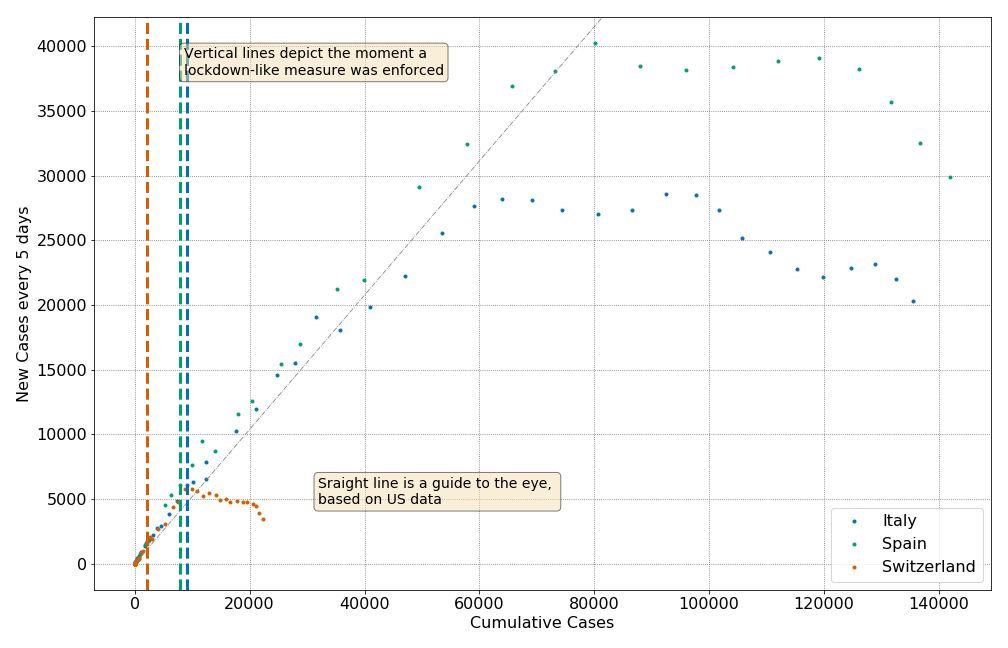 Vertical lines depict the moment a
lockdown-like measure was enforced
40000
35000
30000
25000
20000
15000
10000
5000
0
New Cases every 5 days
Sraight line is a guide to the eye,
based on US data
Italy
Spain
Switzerland
0 20000 40000 60000 80000 100000 120000 140000
Cumulative Cases